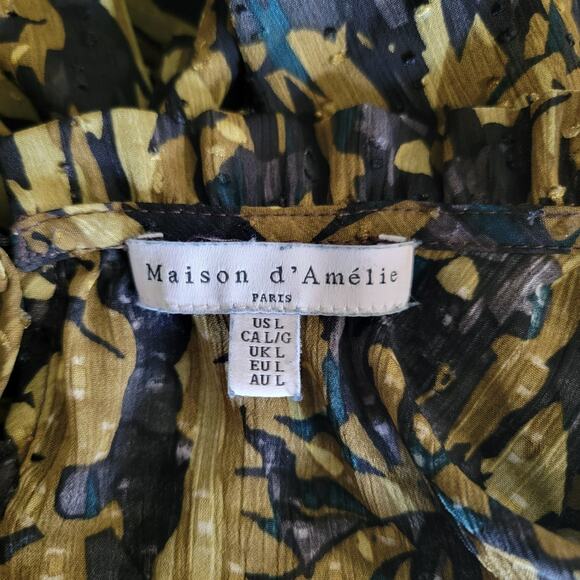 Maison d'Amélie
PARIS
US L
CA L/G
UK L
EU L
AU L